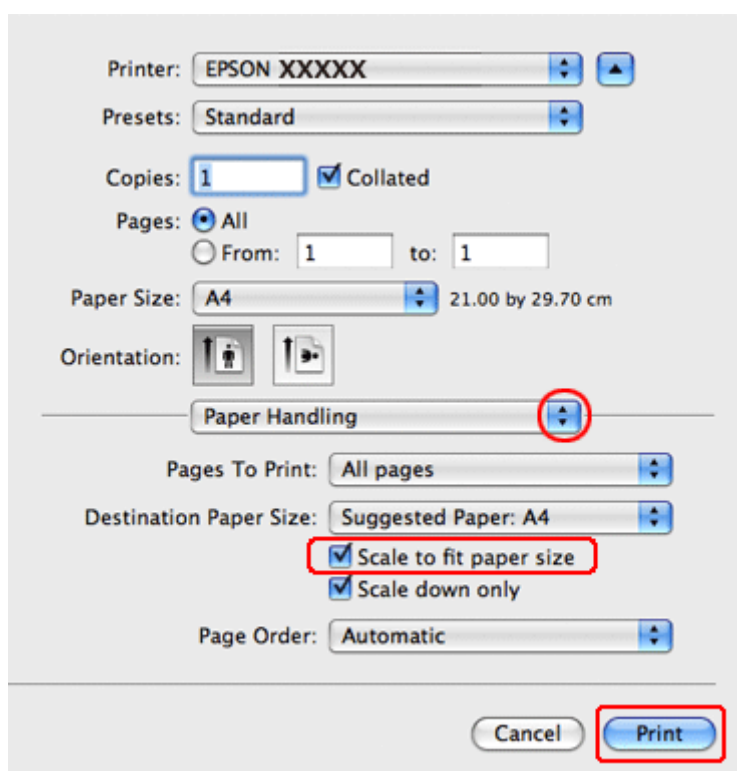 Printer: EPSON XXXXX
Presets: Standard
Copies: 1 Collated
Pages: All
From: 1 to: 1
Paper Size: A4 21.00 by 29.70 cm
Orientation:
Paper Handling
Pages To Print: All pages
Destination Paper Size: Suggested Paper: A4
Scale to fit paper size
Scale down only
Page Order: Automatic
Cancel Print